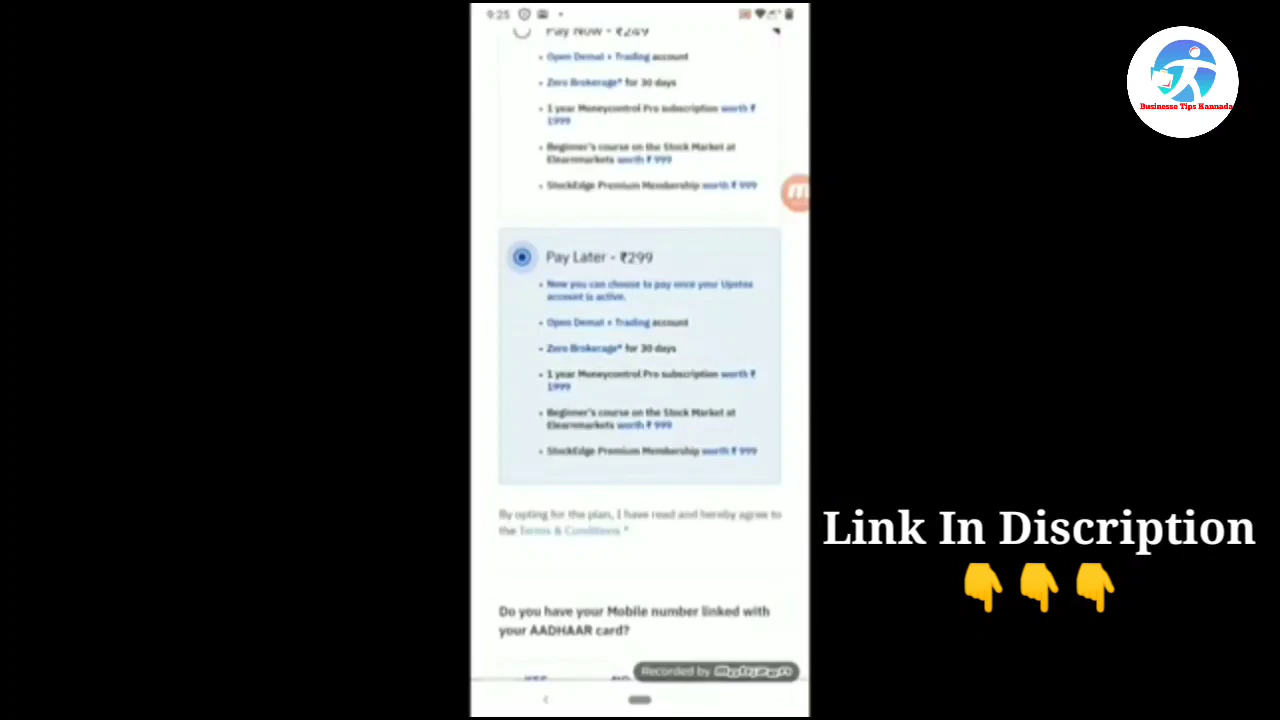 9:25
Pay Now - ₹249
• Open Demat + Trading account
• Zero Brokerage* for 30 days
• 1 year Moneycontrol Pro subscription worth ₹
1999
• Beginner's course on the Stock Market at
Elearnmarkets worth ₹ 999
• StockEdge Premium Membership worth ₹ 999
Pay Later - ₹299
• Now you can choose to pay once your Upstox
account is active.
• Open Demat + Trading account
• Zero Brokerage* for 30 days
• 1 year Moneycontrol Pro subscription worth ₹
1999
• Beginner's course on the Stock Market at
Elearnmarkets worth ₹ 999
• StockEdge Premium Membership worth ₹ 999
By opting for the plan, I have read and hereby agree to
the Terms & Conditions *
Do you have your Mobile number linked with
your AADHAAR card?
YES NO
Recorded by
Businesse Tips Kannada
Link In Discription